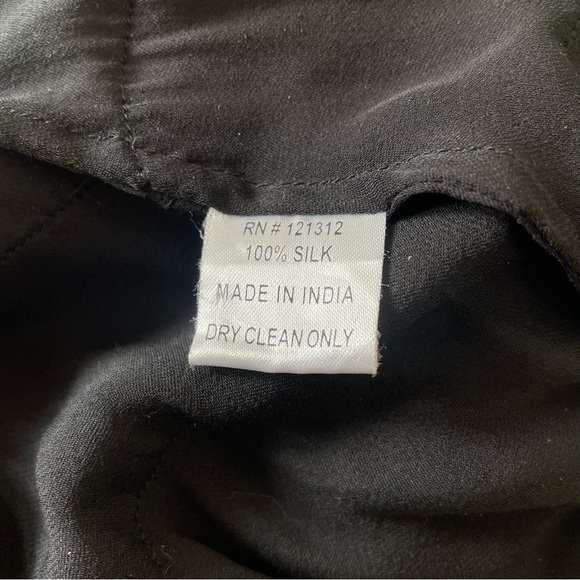 RN # 121312
100% SILK
MADE IN INDIA
DRY CLEAN ONLY